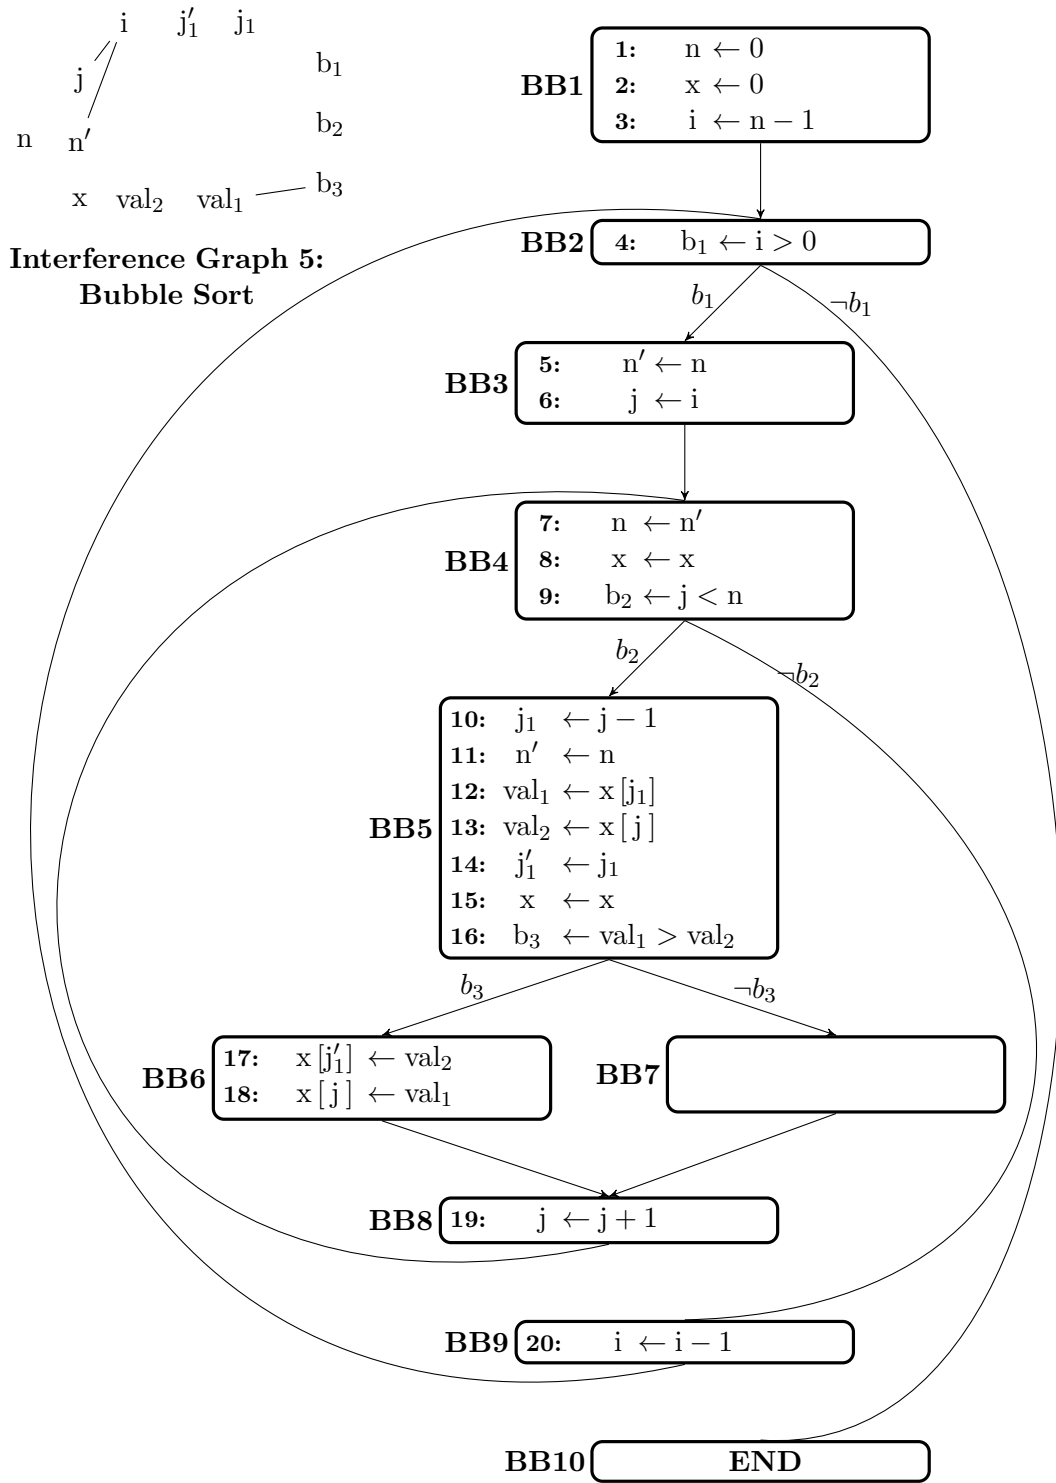 i j′₁ j₁
j b₁
b₂
n n′
x val₂ val₁ b₃
Interference Graph 5:
Bubble Sort
BB1
1: n ← 0
2: x ← 0
3: i ← n − 1
BB2
4: b₁ ← i > 0
b₁ ¬b₁
BB3
5: n′ ← n
6: j ← i
BB4
7: n ← n′
8: x ← x
9: b₂ ← j < n
b₂ ¬b₂
BB5
10: j₁ ← j − 1
11: n′ ← n
12: val₁ ← x [j₁]
13: val₂ ← x [ j ]
14: j′₁ ← j₁
15: x ← x
16: b₃ ← val₁ > val₂
b₃ ¬b₃
BB6
17: x [j′₁] ← val₂
18: x [ j ] ← val₁
BB7
BB8
19: j ← j + 1
BB9
20: i ← i − 1
BB10
END